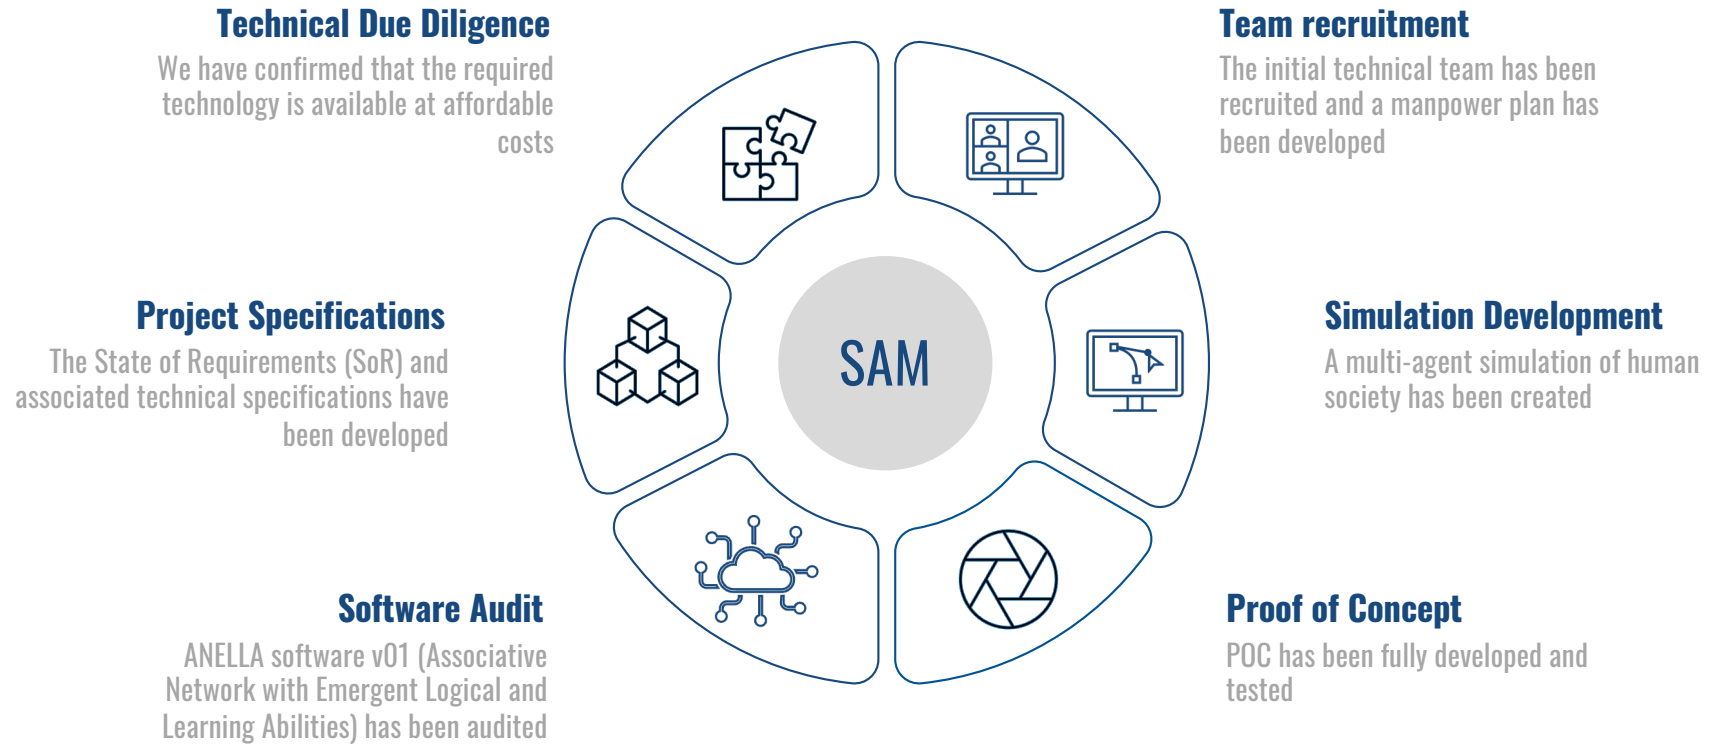 Technical Due Diligence
We have confirmed that the required
technology is available at affordable
costs
Team recruitment
The initial technical team has been
recruited and a manpower plan has
been developed
Project Specifications
The State of Requirements (SoR) and
associated technical specifications have
been developed
SAM
Simulation Development
A multi-agent simulation of human
society has been created
Software Audit
ANELLA software v01 (Associative
Network with Emergent Logical and
Learning Abilities) has been audited
Proof of Concept
POC has been fully developed and
tested